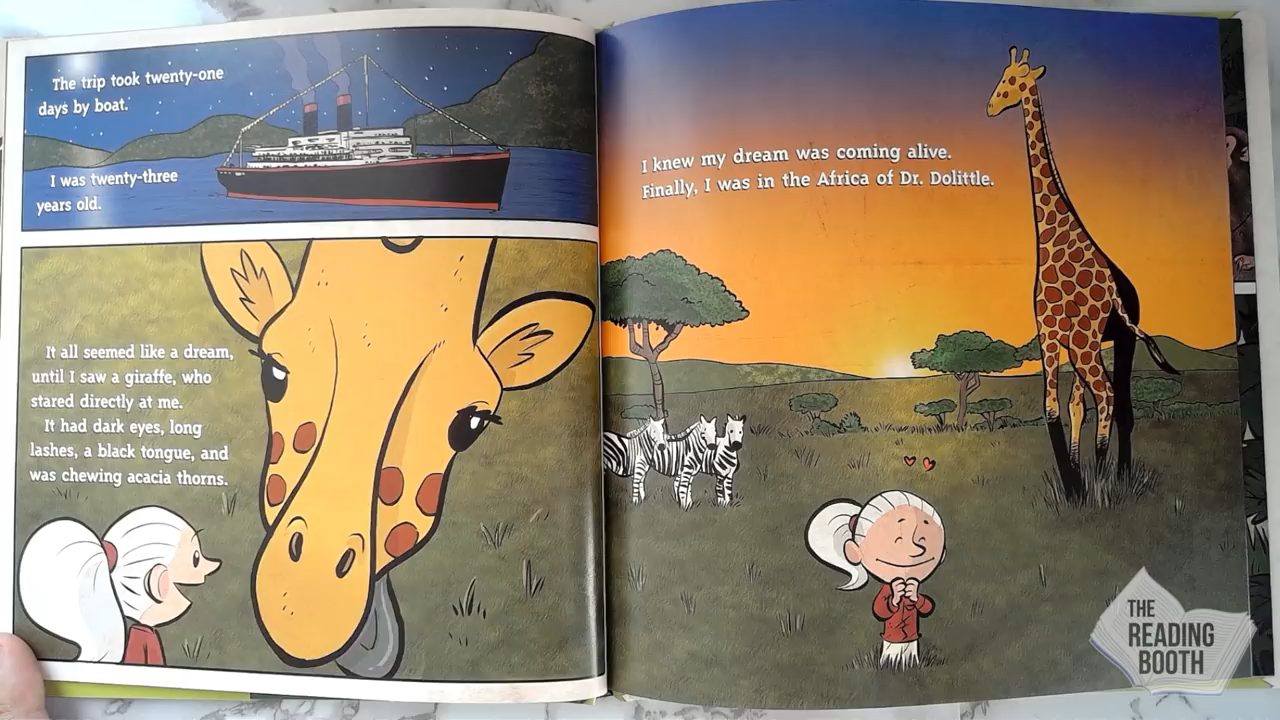 The trip took twenty-one
days by boat.
I was twenty-three
years old.
It all seemed like a dream,
until I saw a giraffe, who
stared directly at me.
It had dark eyes, long
lashes, a black tongue, and
was chewing acacia thorns.
I knew my dream was coming alive.
Finally, I was in the Africa of Dr. Dolittle.
THE
READING
BOOTH